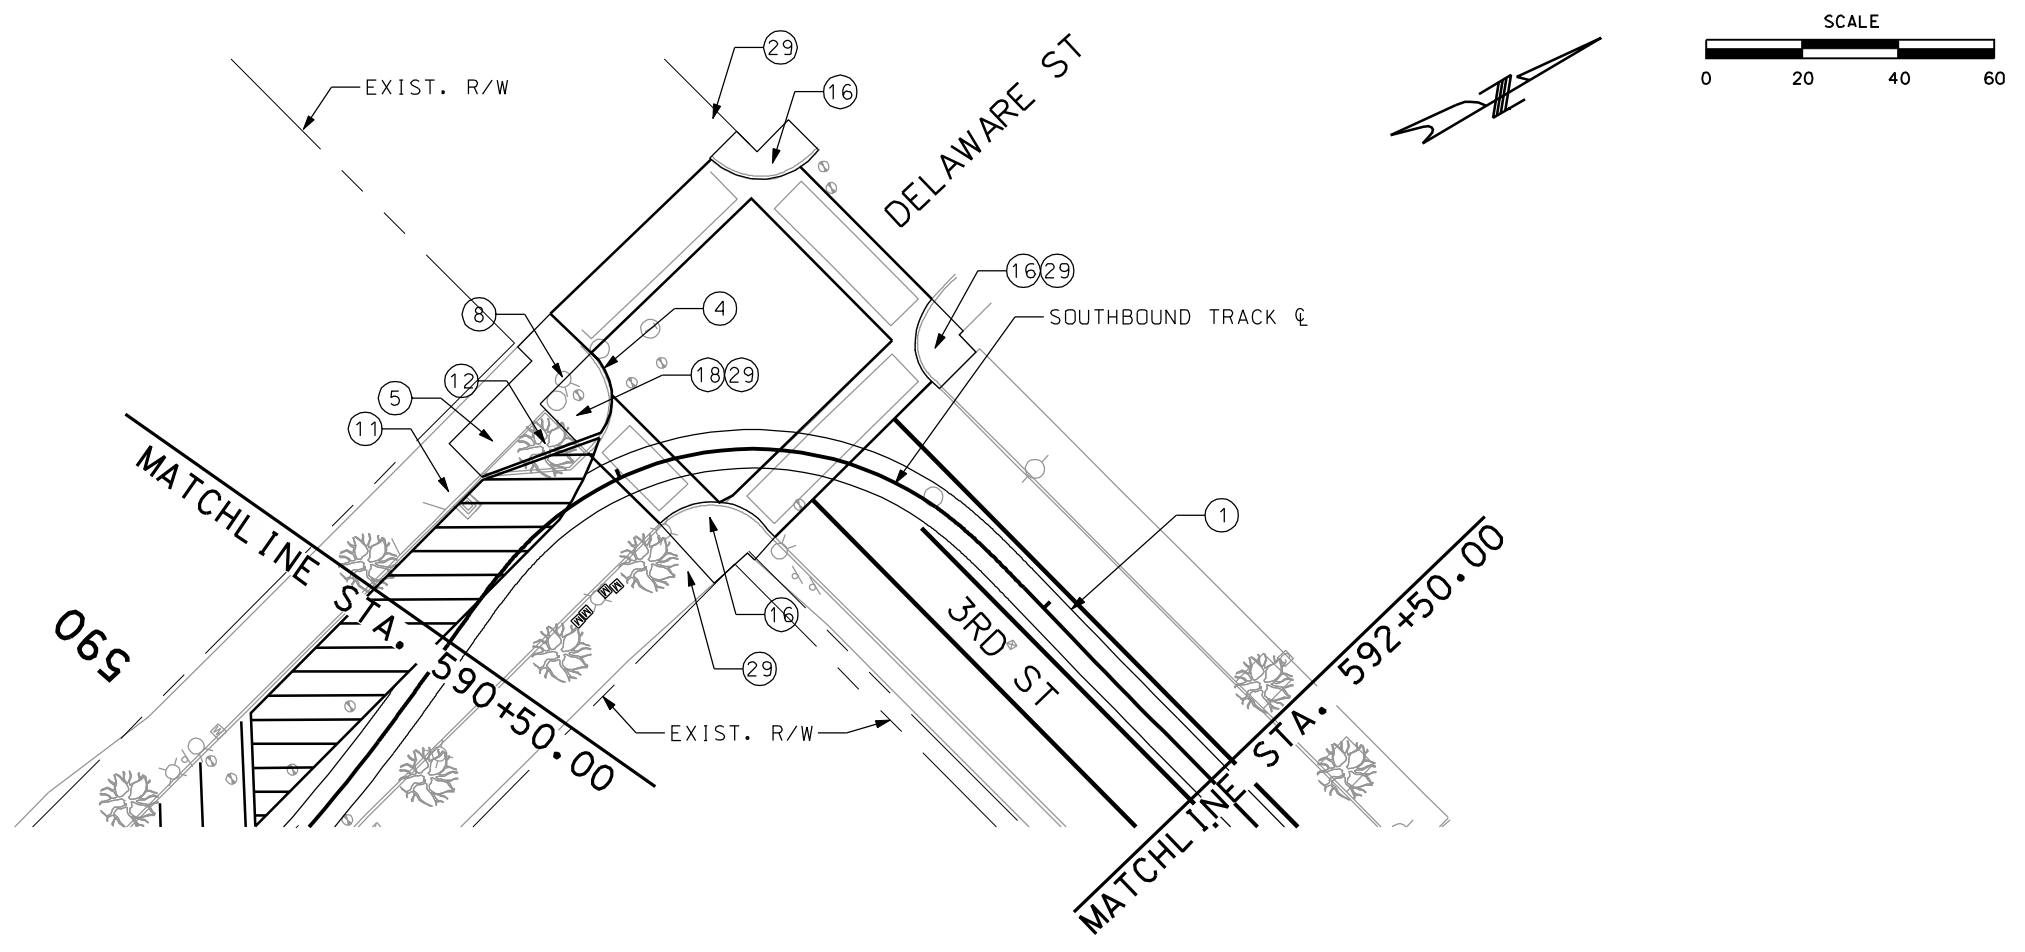 SCALE
0 20 40 60
29
EXIST. R/W
16
DELAWARE ST
16 29
8
4
SOUTHBOUND TRACK ℄
12
18 29
5
11
1
MATCHLINE STA. 590+50.00
590
16
3RD ST
29
EXIST. R/W
M M
M M
MATCHLINE STA. 592+50.00